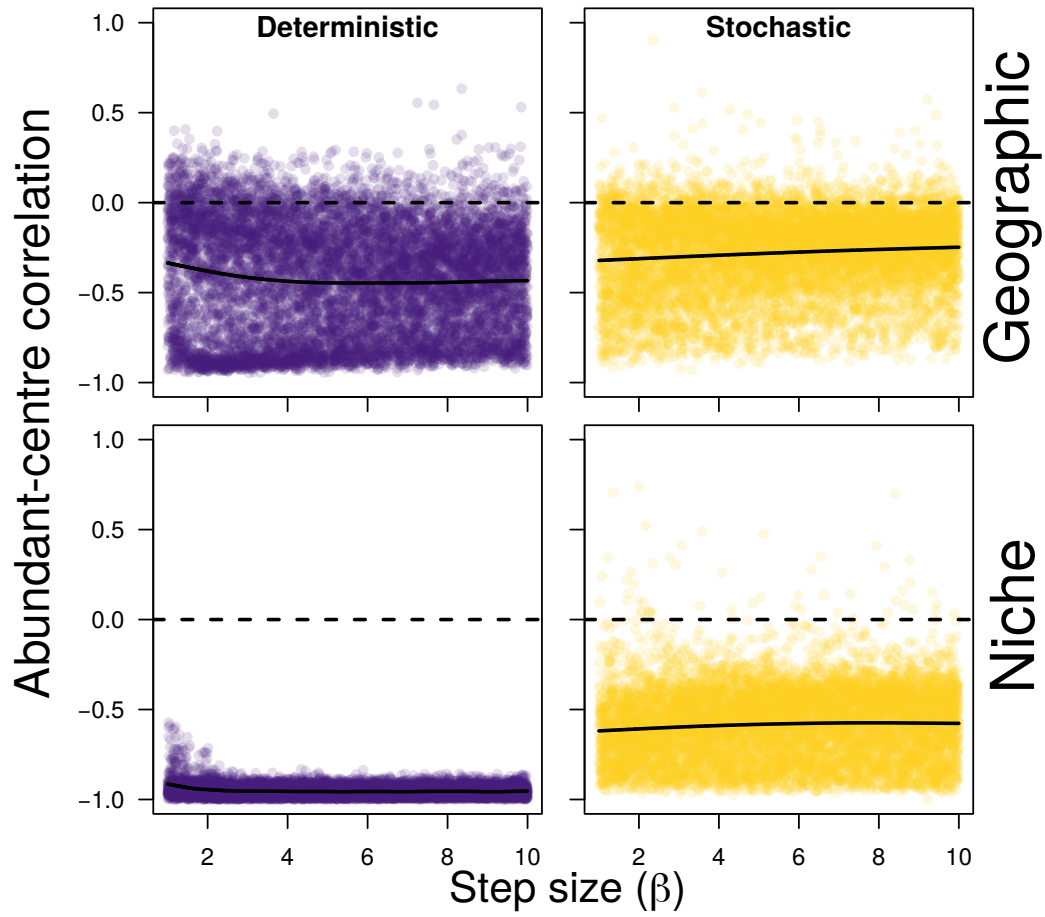 Deterministic
Stochastic
Abundant-centre correlation
1.0
0.5
0.0
−0.5
−1.0
Geographic
1.0
0.5
0.0
−0.5
−1.0
Niche
2 4 6 8 10
2 4 6 8 10
Step size (β)